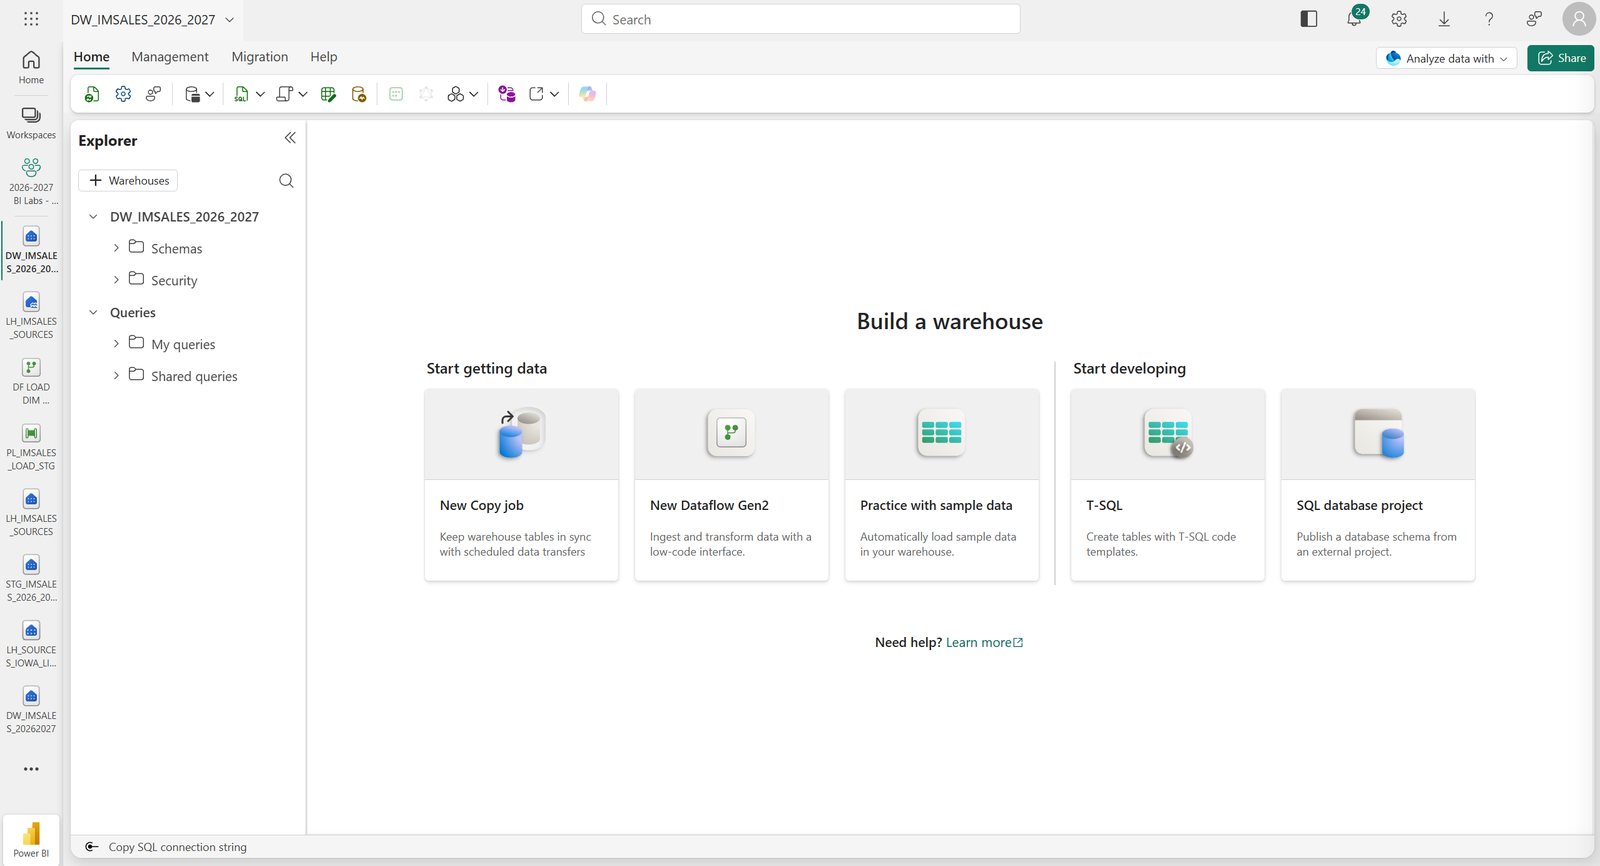 DW_IMSALES_2026_2027
Search
24
Home
Management
Migration
Help
Analyze data with
Share
Home
Workspaces
2026-2027
BI Labs - ...
DW_IMSALE
S_2026_20...
LH_IMSALES
_SOURCES
DF LOAD
DIM ...
PL_IMSALES
_LOAD_STG
LH_IMSALES
_SOURCES
STG_IMSALE
S_2026_20...
LH_SOURCE
S_IOWA_LI...
DW_IMSALE
S_20262027
Power BI
SQL
Explorer
Warehouses
DW_IMSALES_2026_2027
Schemas
Security
Queries
My queries
Shared queries
Build a warehouse
Start getting data
New Copy job
Keep warehouse tables in sync
with scheduled data transfers
New Dataflow Gen2
Ingest and transform data with a
low-code interface.
Practice with sample data
Automatically load sample data
in your warehouse.
Start developing
T-SQL
Create tables with T-SQL code
templates.
SQL database project
Publish a database schema from
an external project.
Need help? Learn more
Copy SQL connection string